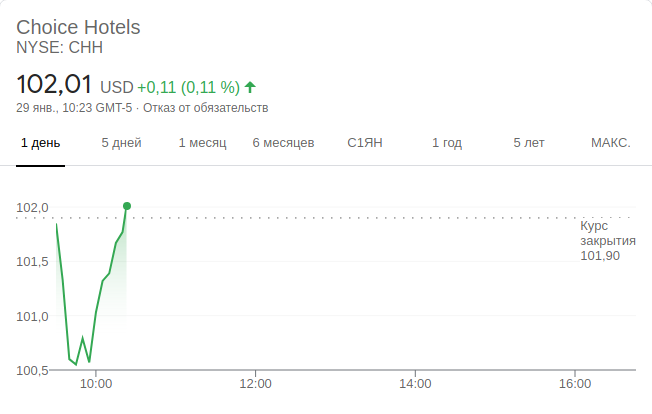 Choice Hotels
NYSE: CHH
102,01 USD +0,11 (0,11 %)
29 янв., 10:23 GMT-5 · Отказ от обязательств
1 день 5 дней 1 месяц 6 месяцев С1ЯН 1 год 5 лет МАКС.
102,0
Курс
закрытия
101,90
101,5
101,0
100,5
10:00 12:00 14:00 16:00